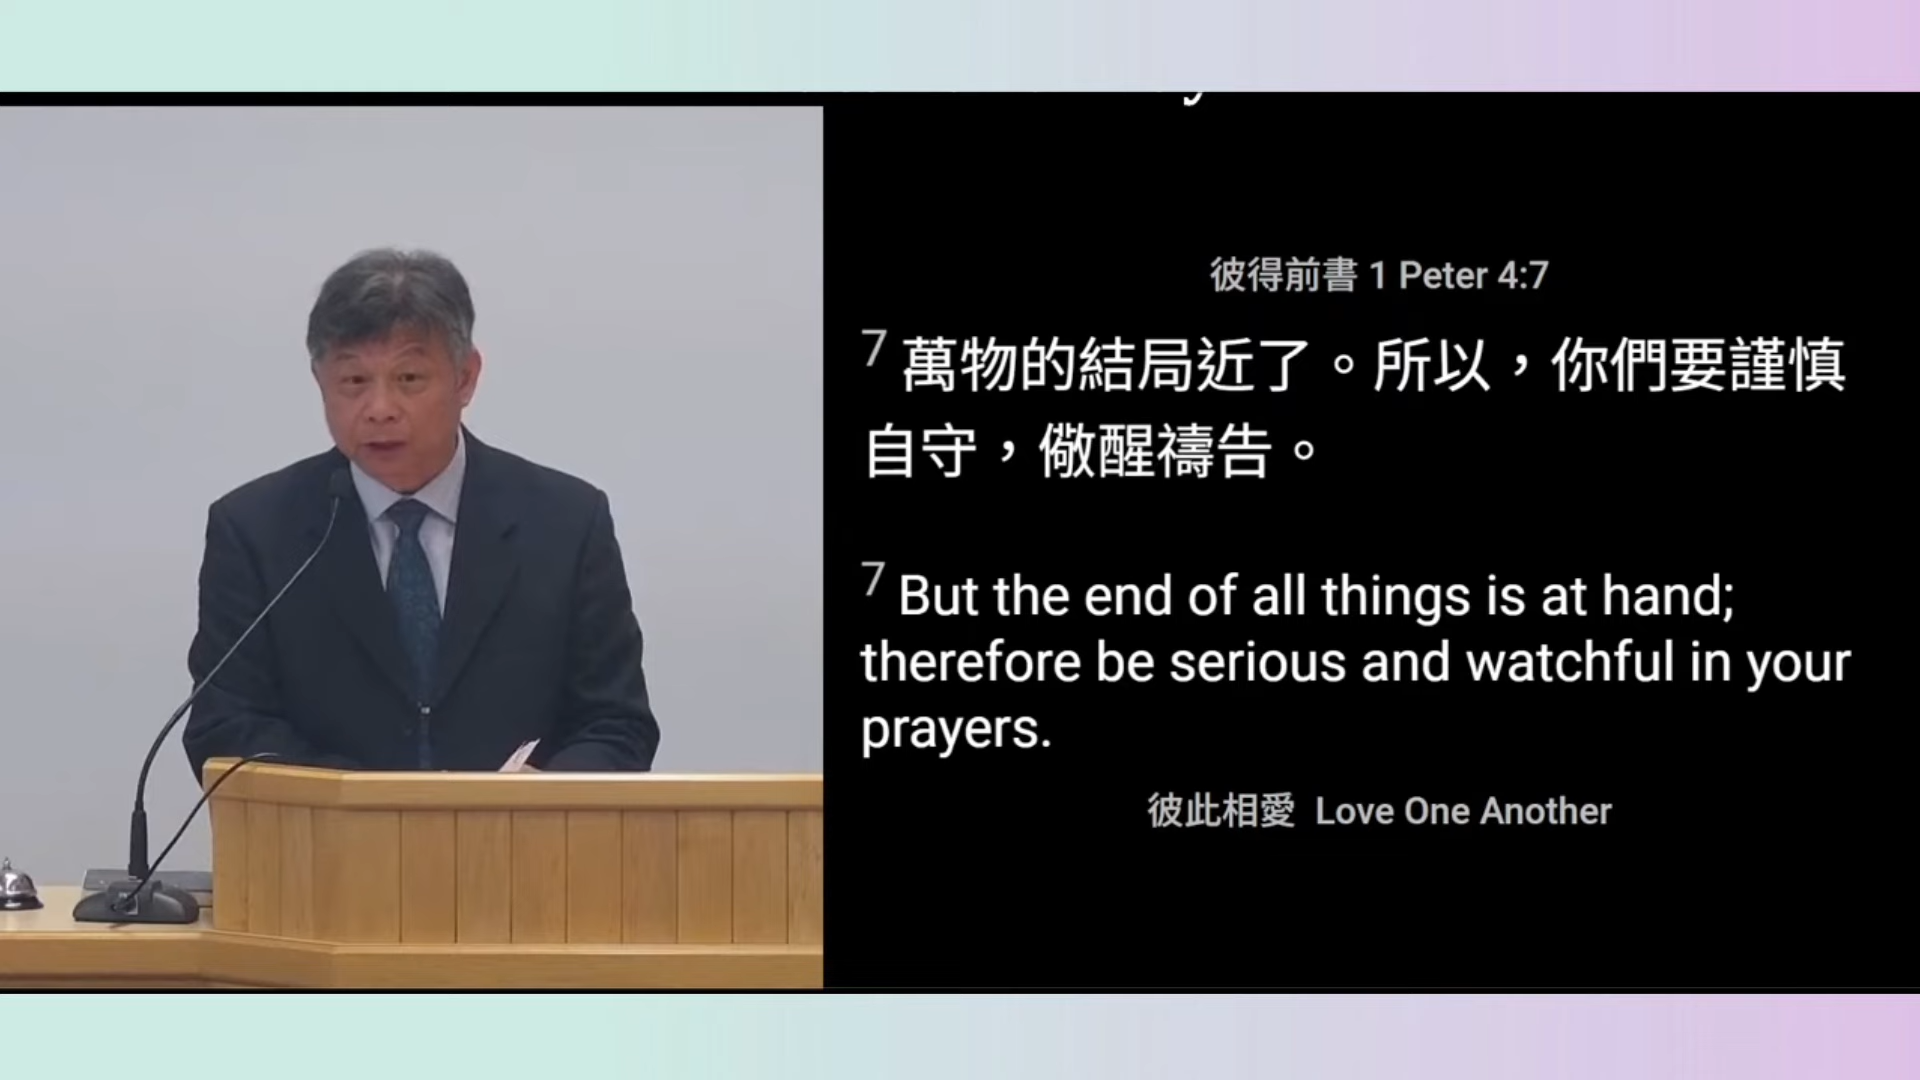 彼得前書 1 Peter 4:7
7 萬物的結局近了。所以，你們要謹慎
自守，儆醒禱告。
7 But the end of all things is at hand;
therefore be serious and watchful in your
prayers.
彼此相愛 Love One Another